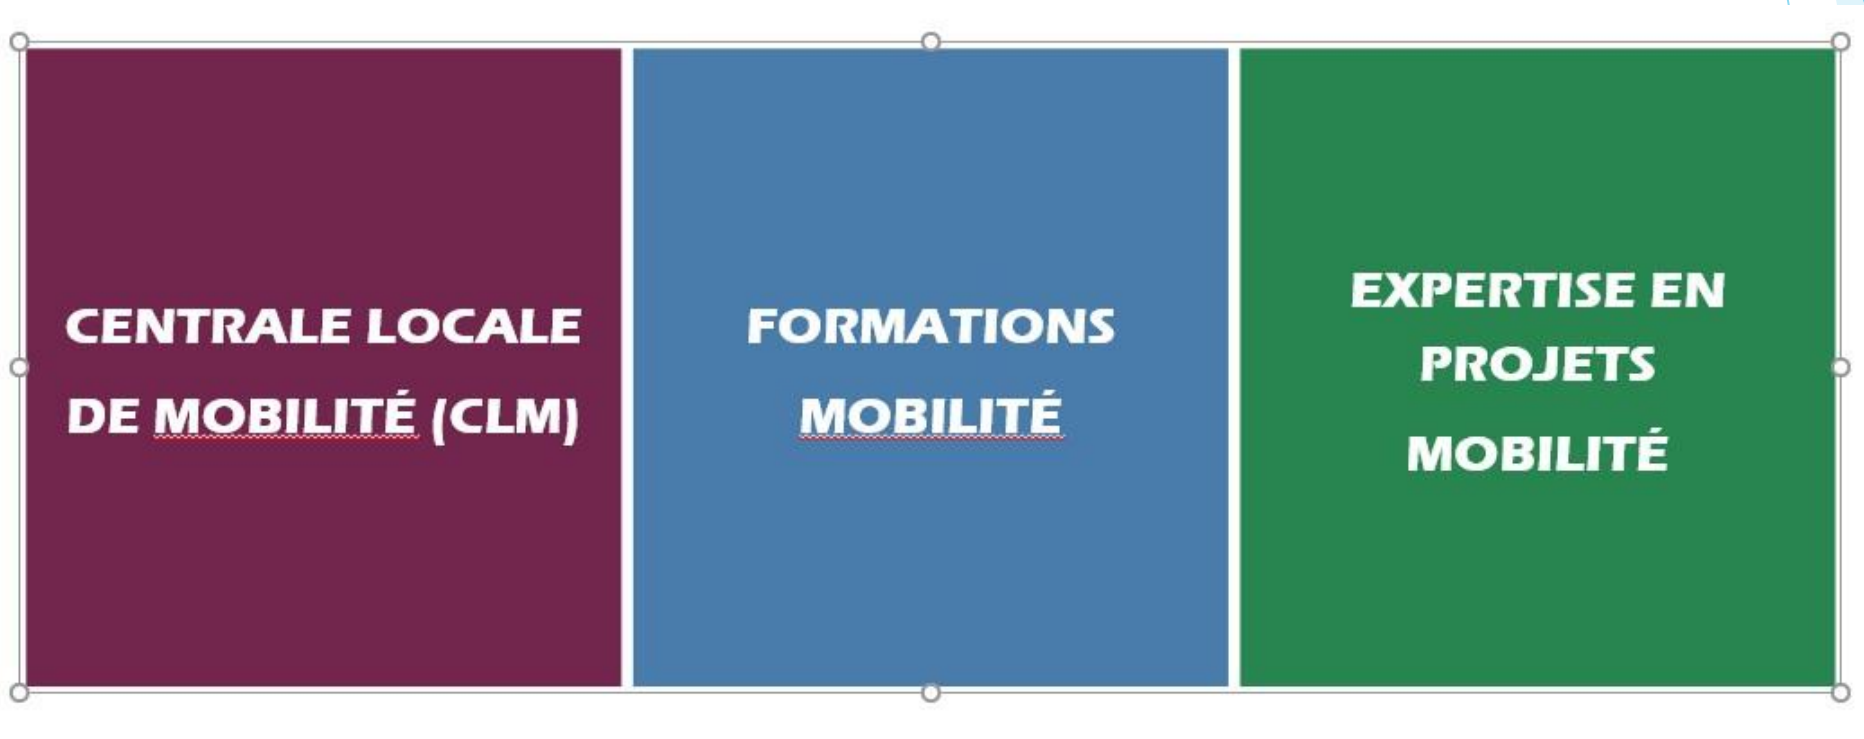 CENTRALE LOCALE
DE MOBILITÉ (CLM)
FORMATIONS
MOBILITÉ
EXPERTISE EN
PROJETS
MOBILITÉ